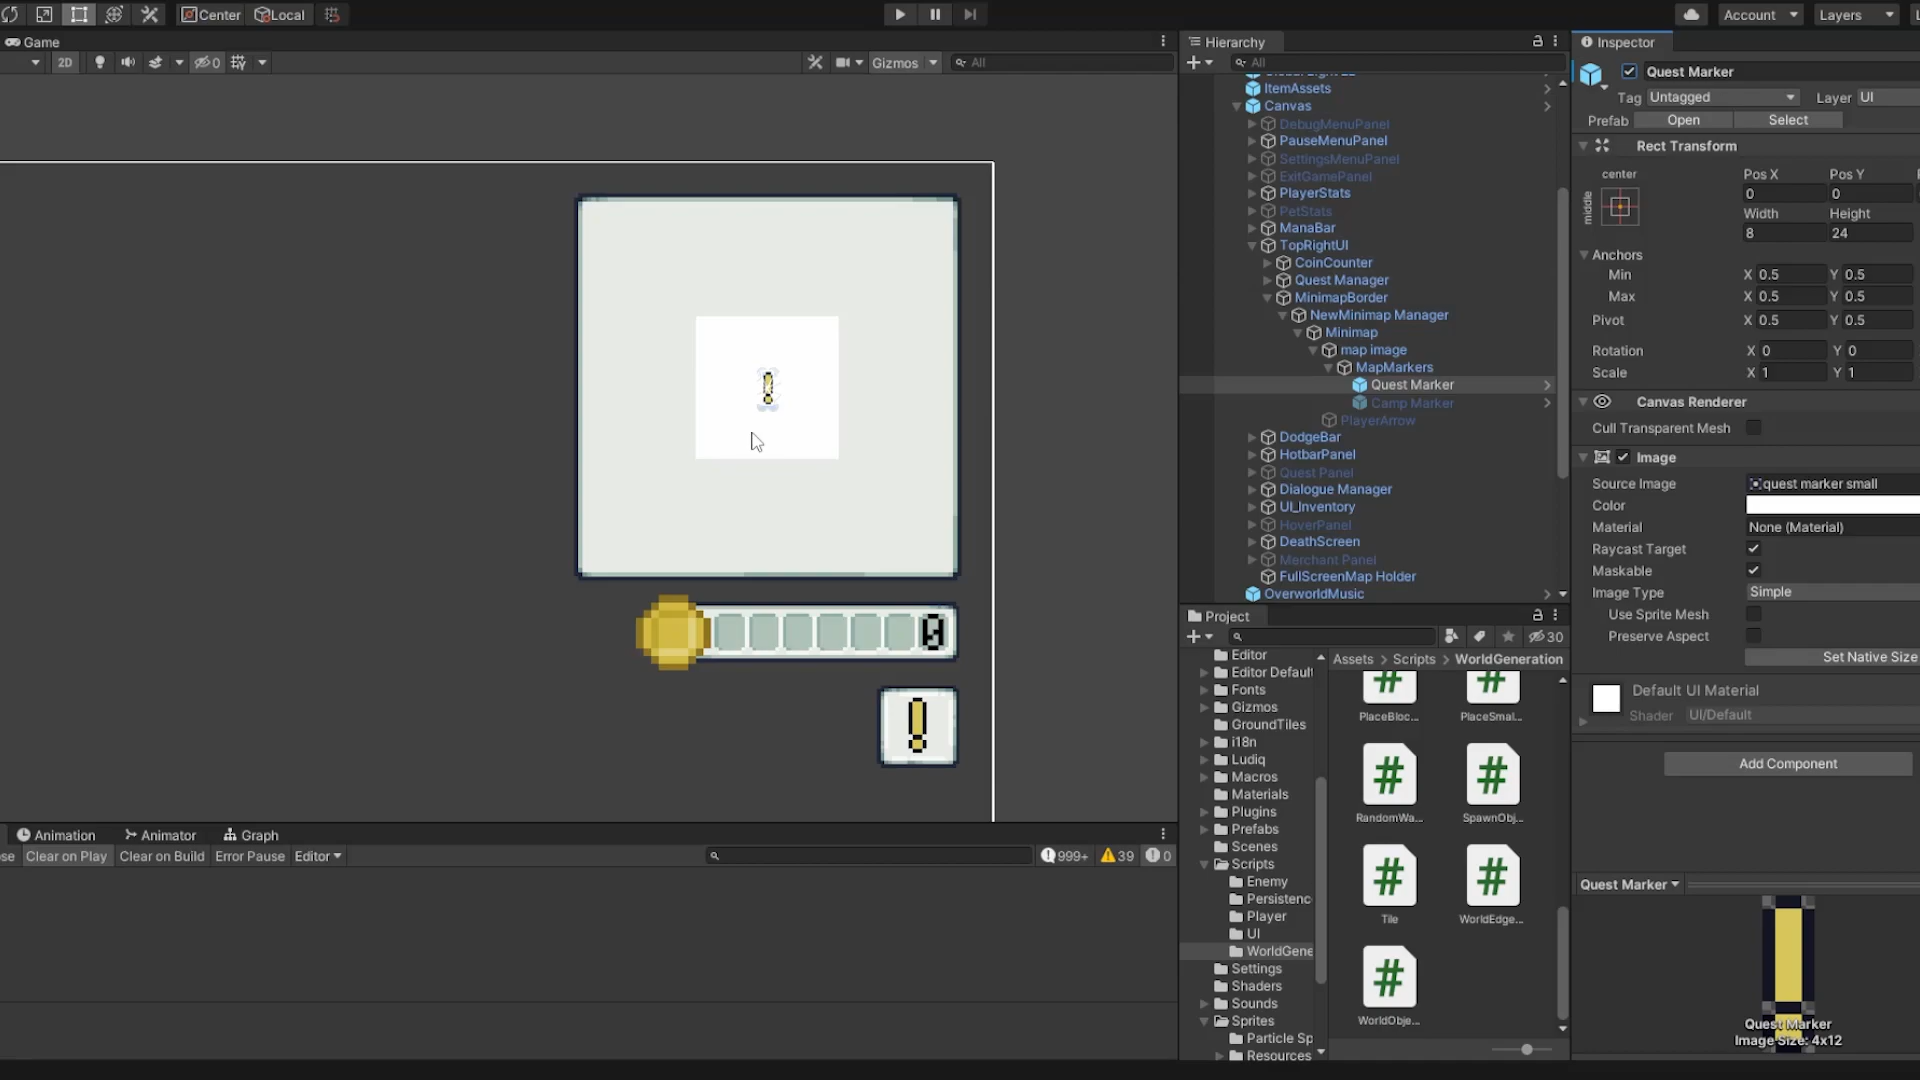 Center
Local
Account
Layers
Game
2D
0
Gizmos
All
0
!
Animation
Animator
Graph
Clear on Play
Clear on Build
Error Pause
Editor
999+
39
0
Hierarchy
All
ItemAssets
Canvas
DebugMenuPanel
PauseMenuPanel
SettingsMenuPanel
ExitGamePanel
PlayerStats
PetStats
ManaBar
TopRightUI
CoinCounter
Quest Manager
MinimapBorder
NewMinimap Manager
Minimap
map image
MapMarkers
Quest Marker
Camp Marker
PlayerArrow
DodgeBar
HotbarPanel
Quest Panel
Dialogue Manager
UI_Inventory
HoverPanel
DeathScreen
Merchant Panel
FullScreenMap Holder
OverworldMusic
Project
30
Editor
Editor Default
Fonts
Gizmos
GroundTiles
i18n
Ludiq
Macros
Materials
Plugins
Prefabs
Scenes
Scripts
Enemy
Persistenc
Player
UI
WorldGene
Settings
Shaders
Sounds
Sprites
Particle Sp
Resources
Assets > Scripts > WorldGeneration
PlaceBloc...
PlaceSmal...
RandomWa...
SpawnObj...
Tile
WorldEdge...
WorldObje...
Inspector
Quest Marker
Tag Untagged Layer UI
Prefab Open Select
Rect Transform
center
middle
Pos X Pos Y
0 0
Width Height
8 24
Anchors
Min X 0.5 Y 0.5
Max X 0.5 Y 0.5
Pivot X 0.5 Y 0.5
Rotation X 0 Y 0
Scale X 1 Y 1
Canvas Renderer
Cull Transparent Mesh
Image
Source Image quest marker small
Color
Material None (Material)
Raycast Target
Maskable
Image Type Simple
Use Sprite Mesh
Preserve Aspect
Set Native Size
Default UI Material
Shader UI/Default
Add Component
Quest Marker
Quest Marker
Image Size: 4x12